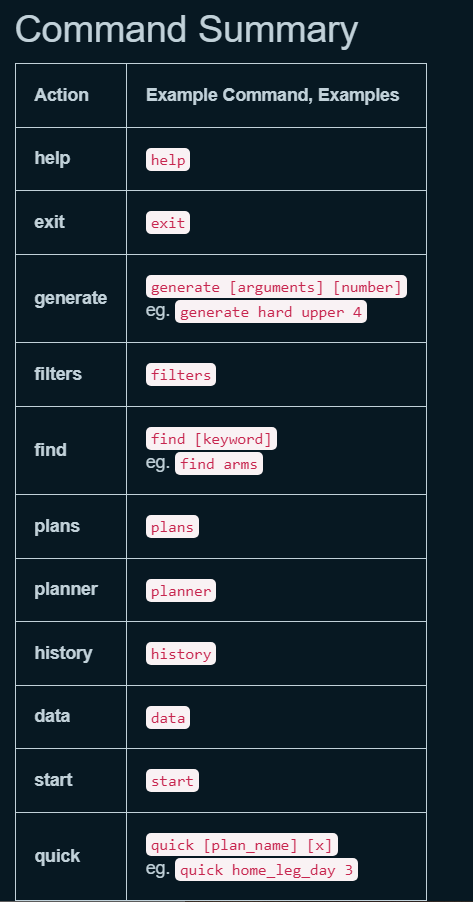 Command Summary
Action Example Command, Examples
help help
exit exit
generate generate [arguments] [number]
eg. generate hard upper 4
filters filters
find find [keyword]
eg. find arms
plans plans
planner planner
history history
data data
start start
quick quick [plan_name] [x]
eg. quick home_leg_day 3